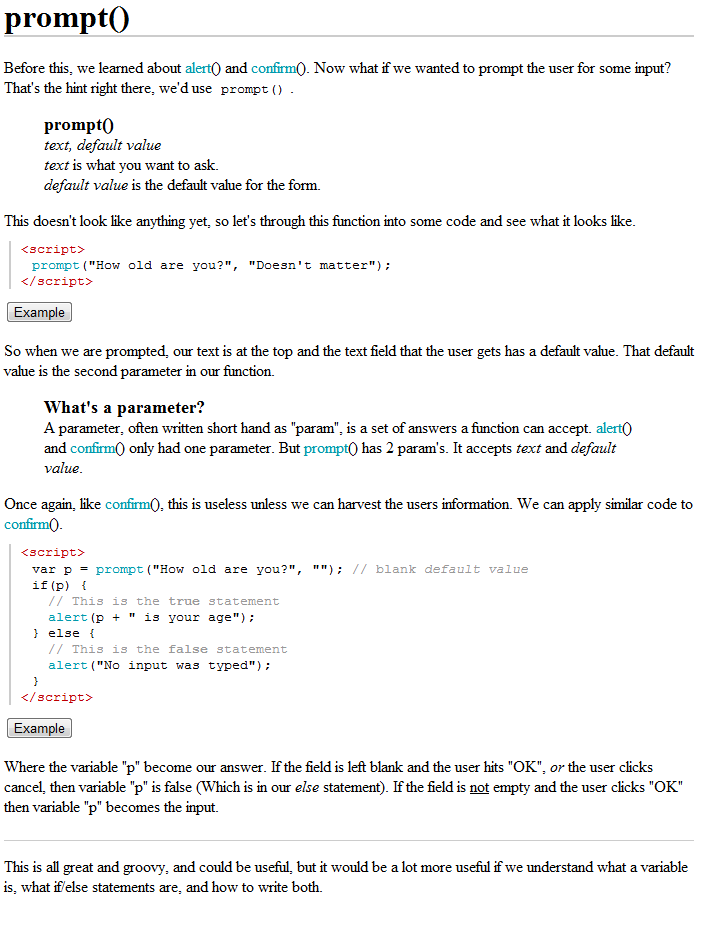 prompt()
Before this, we learned about alert() and confirm(). Now what if we wanted to prompt the user for some input?
That's the hint right there, we'd use prompt() .
prompt()
text, default value
text is what you want to ask.
default value is the default value for the form.
This doesn't look like anything yet, so let's through this function into some code and see what it looks like.
<script>
prompt("How old are you?", "Doesn't matter");
</script>
Example
So when we are prompted, our text is at the top and the text field that the user gets has a default value. That default
value is the second parameter in our function.
What's a parameter?
A parameter, often written short hand as "param", is a set of answers a function can accept. alert()
and confirm() only had one parameter. But prompt() has 2 param's. It accepts text and default
value.
Once again, like confirm(), this is useless unless we can harvest the users information. We can apply similar code to
confirm().
<script>
var p = prompt("How old are you?", ""); // blank default value
if(p) {
// This is the true statement
alert(p + " is your age");
} else {
// This is the false statement
alert("No input was typed");
}
</script>
Example
Where the variable "p" become our answer. If the field is left blank and the user hits "OK", or the user clicks
cancel, then variable "p" is false (Which is in our else statement). If the field is not empty and the user clicks "OK"
then variable "p" becomes the input.
This is all great and groovy, and could be useful, but it would be a lot more useful if we understand what a variable
is, what if/else statements are, and how to write both.